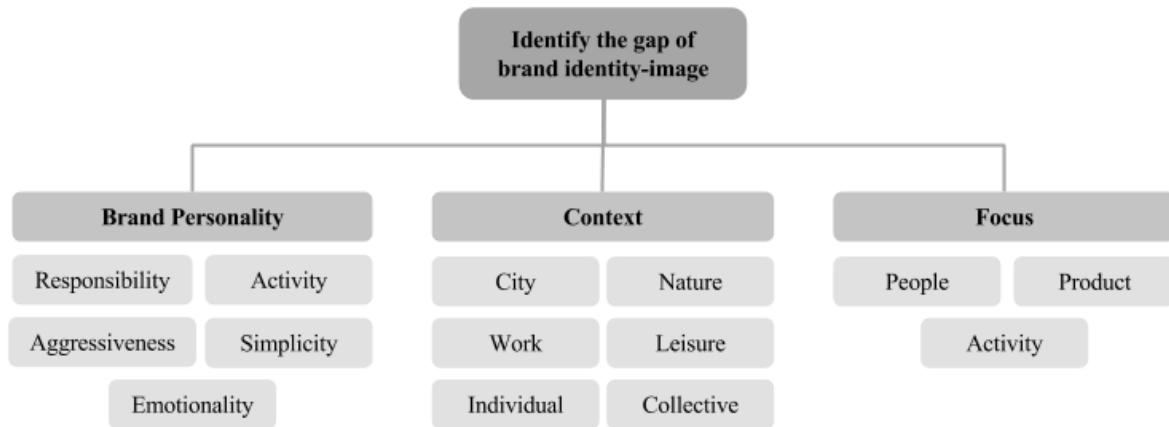 Identify the gap of
brand identity-image
Brand Personality
Responsibility
Activity
Aggressiveness
Simplicity
Emotionality
Context
City
Nature
Work
Leisure
Individual
Collective
Focus
People
Product
Activity